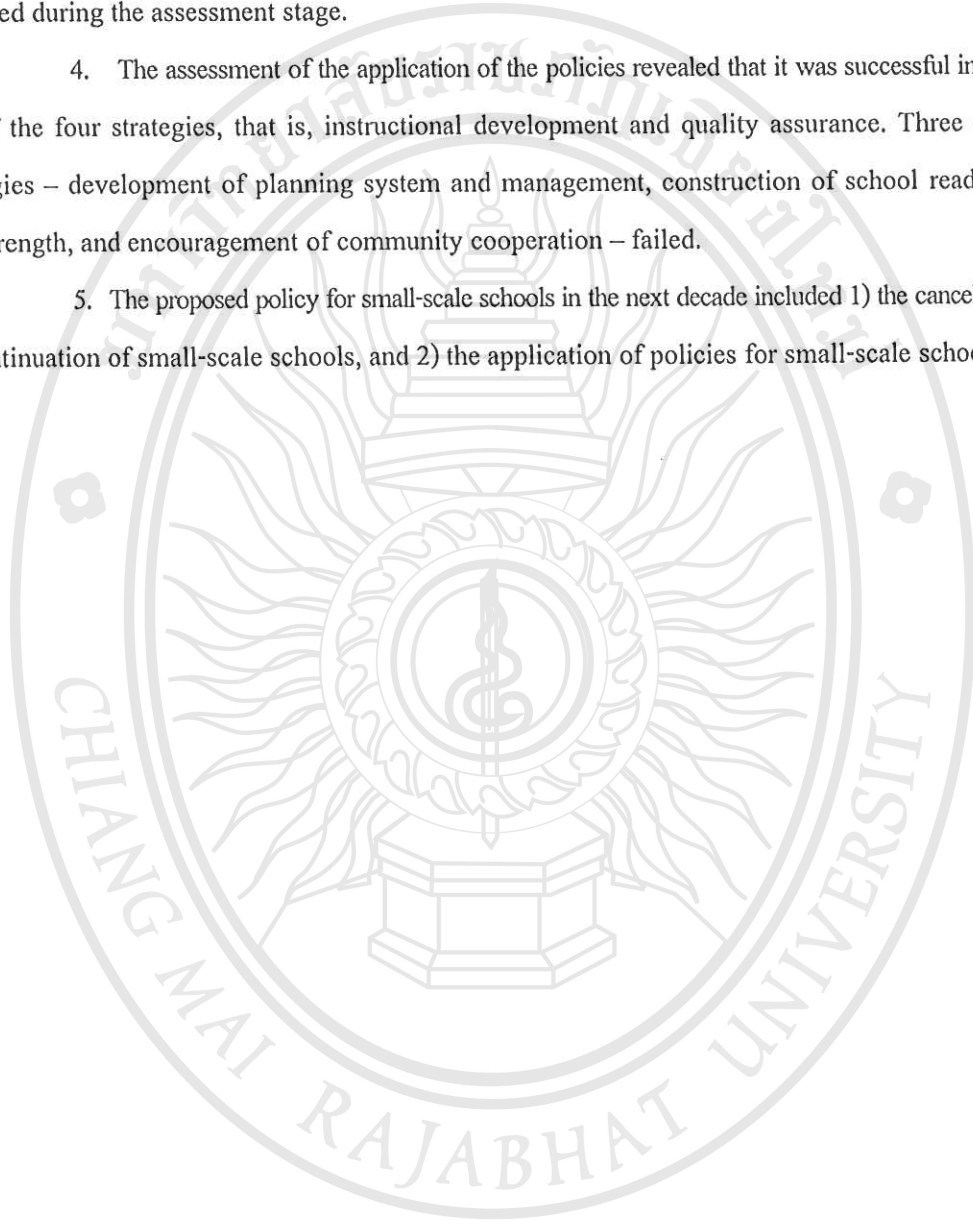 ed during the assessment stage.
4. The assessment of the application of the policies revealed that it was successful in
the four strategies, that is, instructional development and quality assurance. Three
gies – development of planning system and management, construction of school read
rength, and encouragement of community cooperation – failed.
5. The proposed policy for small-scale schools in the next decade included 1) the cancel
ntinuation of small-scale schools, and 2) the application of policies for small-scale schoo
CHIANG MAI RAJABHAT UNIVERSITY